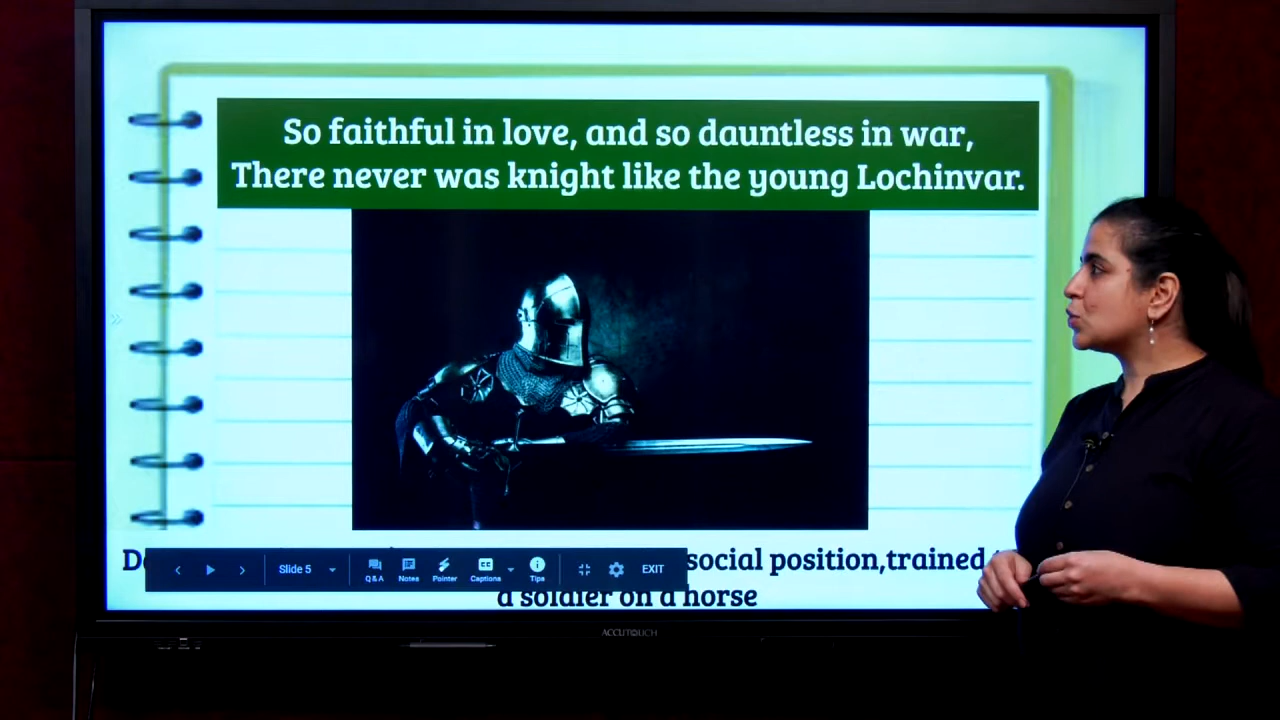 So faithful in love, and so dauntless in war,
There never was knight like the young Lochinvar.
social position,trained
a soldier on a horse
Slide 5
Q & A
Notes
Pointer
Captions
Tips
EXIT
ACCUTOUCH